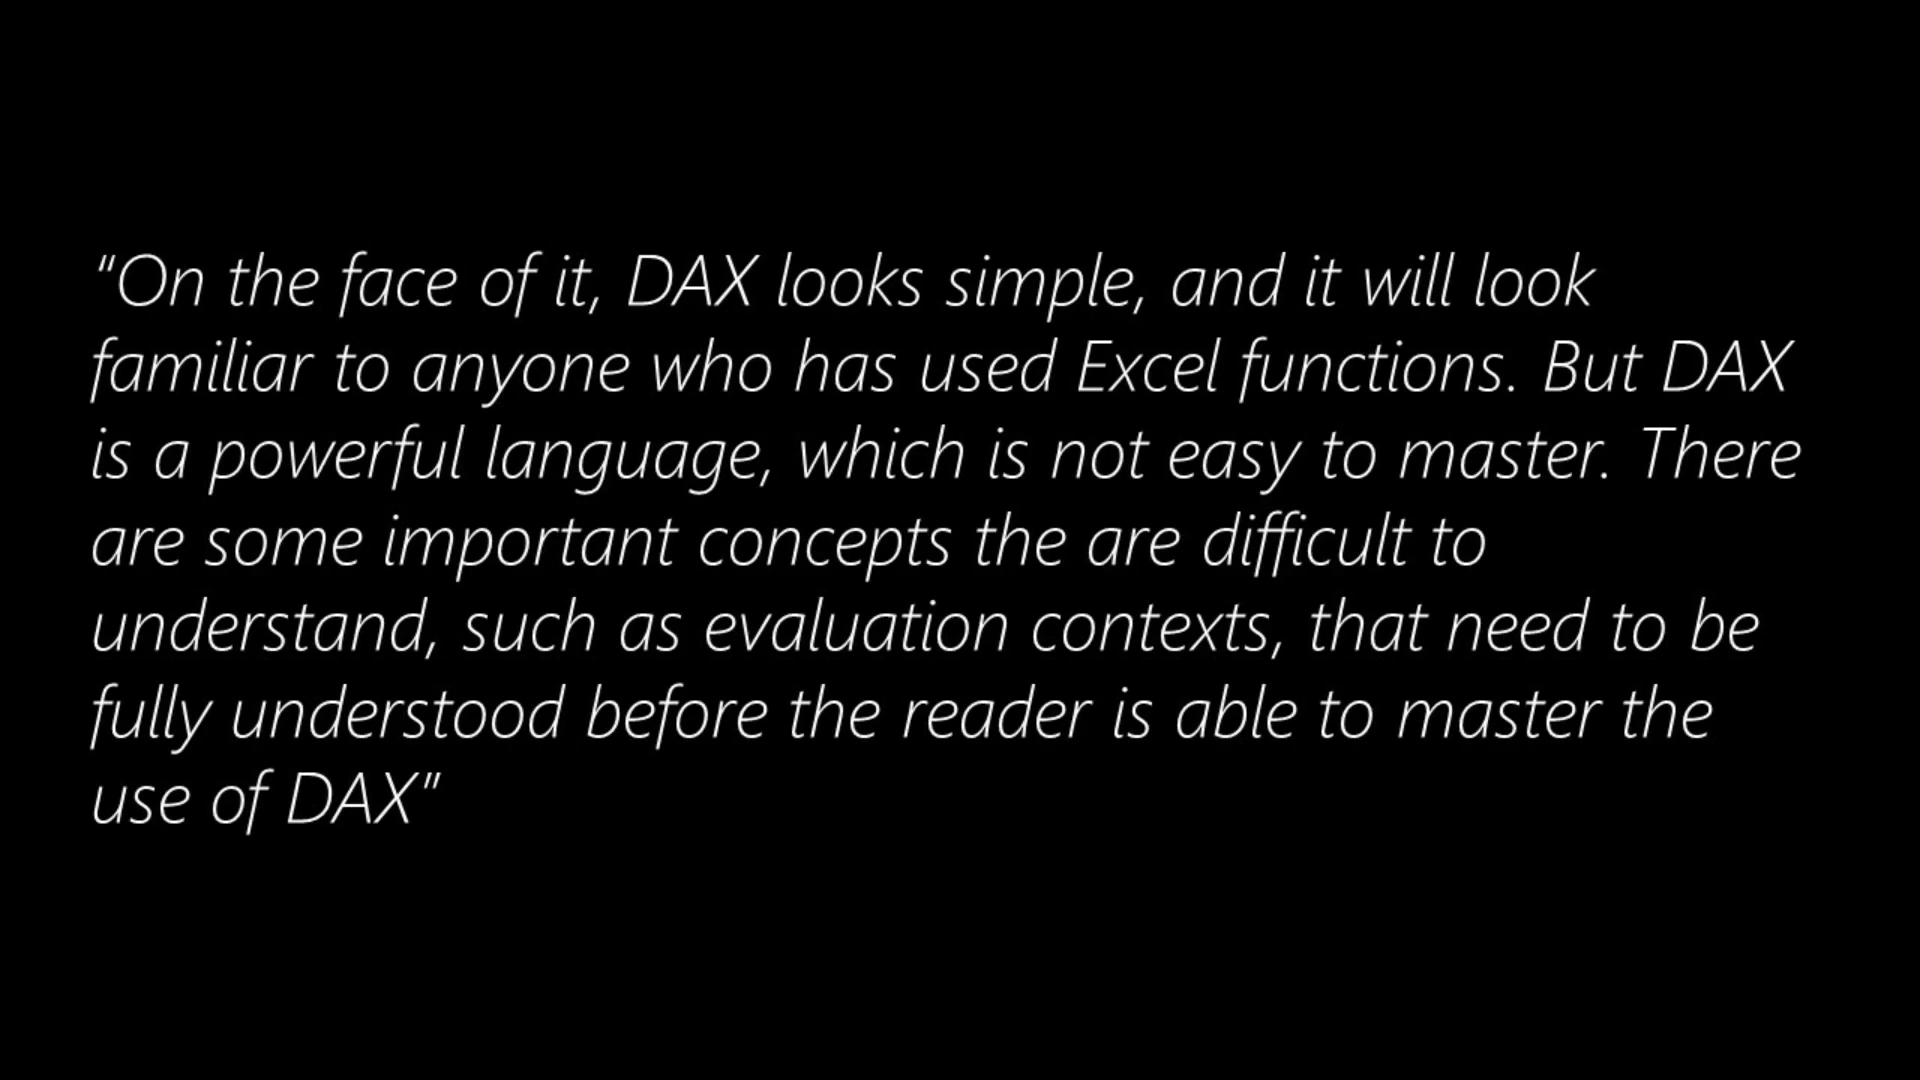 “On the face of it, DAX looks simple, and it will look
familiar to anyone who has used Excel functions. But DAX
is a powerful language, which is not easy to master. There
are some important concepts the are difficult to
understand, such as evaluation contexts, that need to be
fully understood before the reader is able to master the
use of DAX”